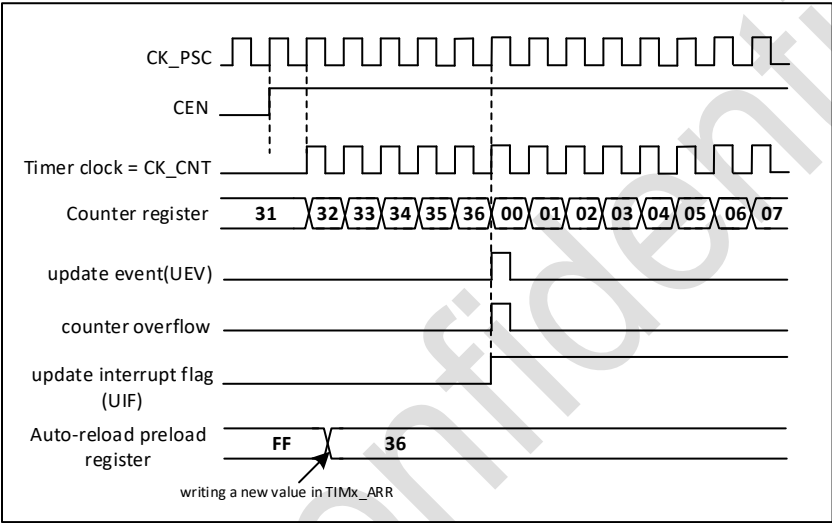 CK_PSC
CEN
Timer clock = CK_CNT
Counter register 31 32 33 34 35 36 00 01 02 03 04 05 06 07
update event(UEV)
counter overflow
update interrupt flag
(UIF)
Auto-reload preload
register
FF 36
writing a new value in TIMx_ARR